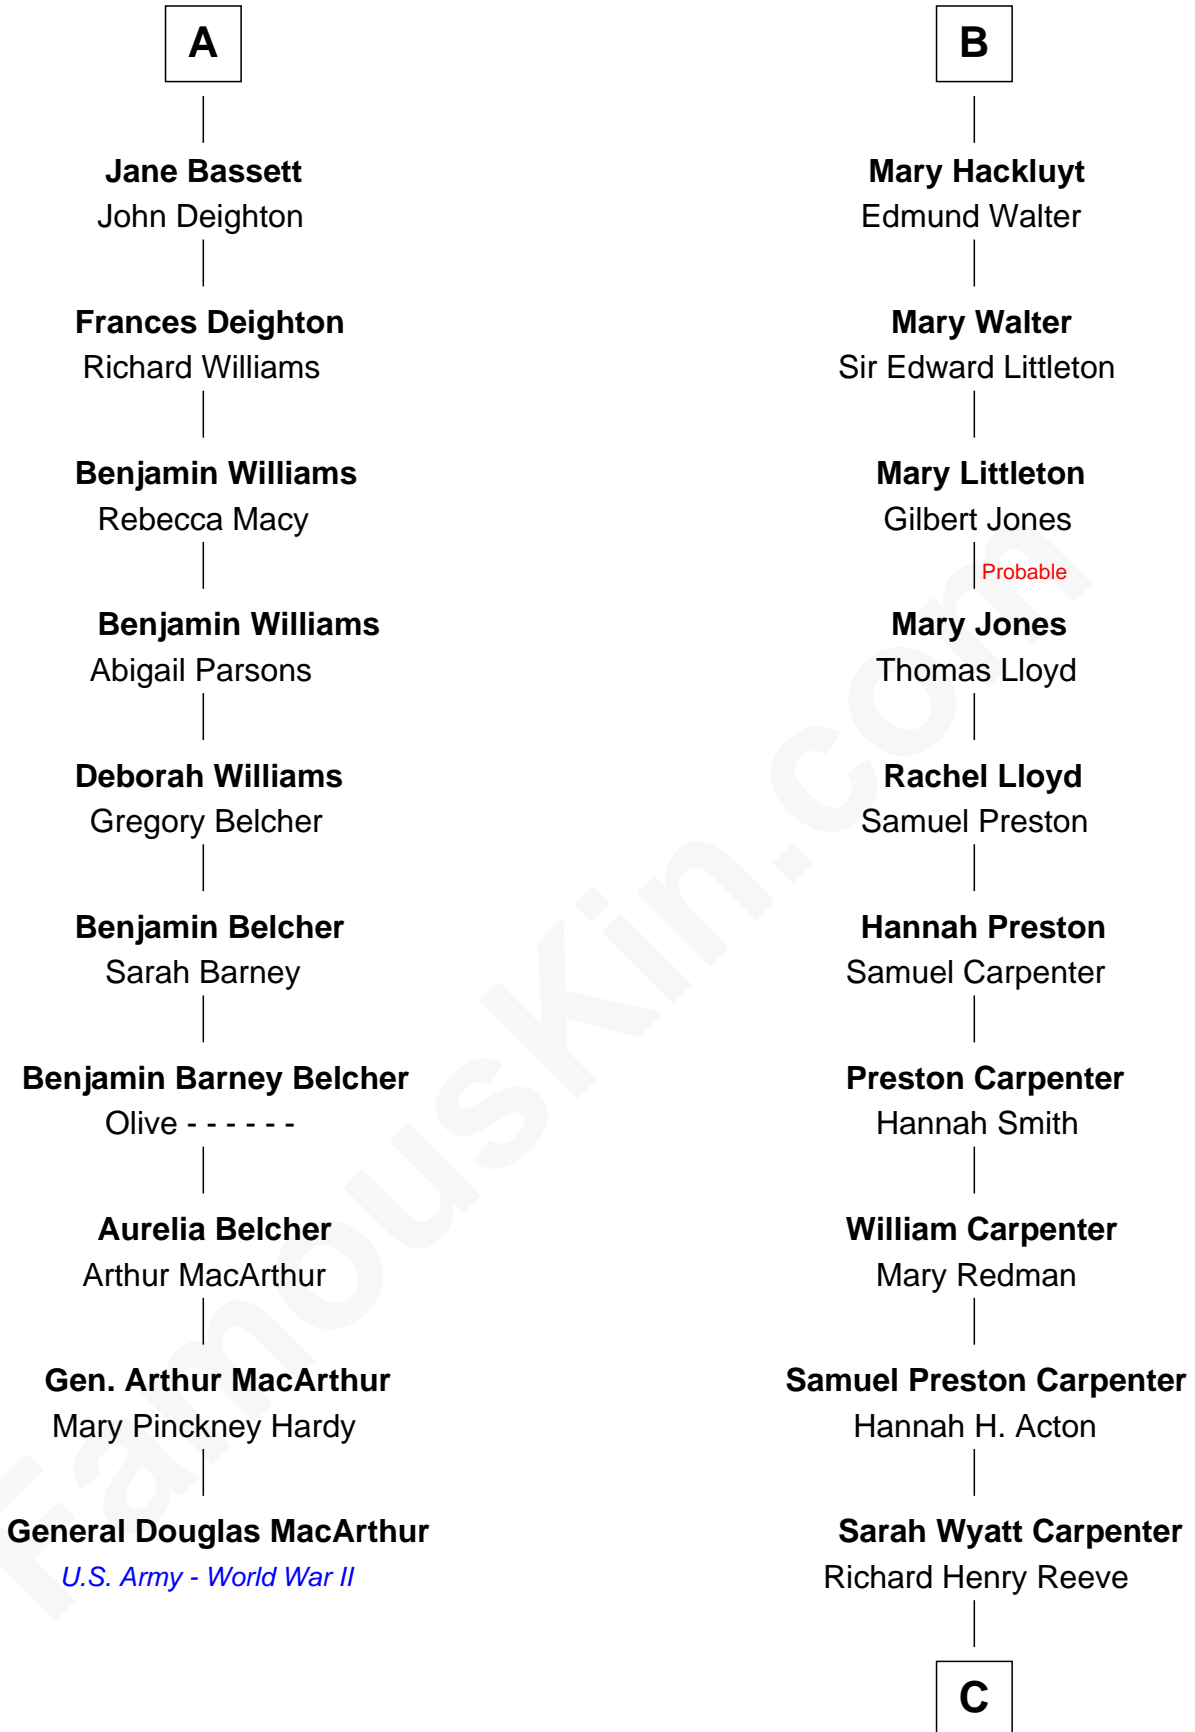 A
Jane Bassett
John Deighton
Frances Deighton
Richard Williams
Benjamin Williams
Rebecca Macy
Benjamin Williams
Abigail Parsons
Deborah Williams
Gregory Belcher
Benjamin Belcher
Sarah Barney
Benjamin Barney Belcher
Olive - - - - - -
Aurelia Belcher
Arthur MacArthur
Gen. Arthur MacArthur
Mary Pinckney Hardy
General Douglas MacArthur
U.S. Army - World War II
B
Mary Hackluyt
Edmund Walter
Mary Walter
Sir Edward Littleton
Mary Littleton
Gilbert Jones
Probable
Mary Jones
Thomas Lloyd
Rachel Lloyd
Samuel Preston
Hannah Preston
Samuel Carpenter
Preston Carpenter
Hannah Smith
William Carpenter
Mary Redman
Samuel Preston Carpenter
Hannah H. Acton
Sarah Wyatt Carpenter
Richard Henry Reeve
C
FamousKin.com